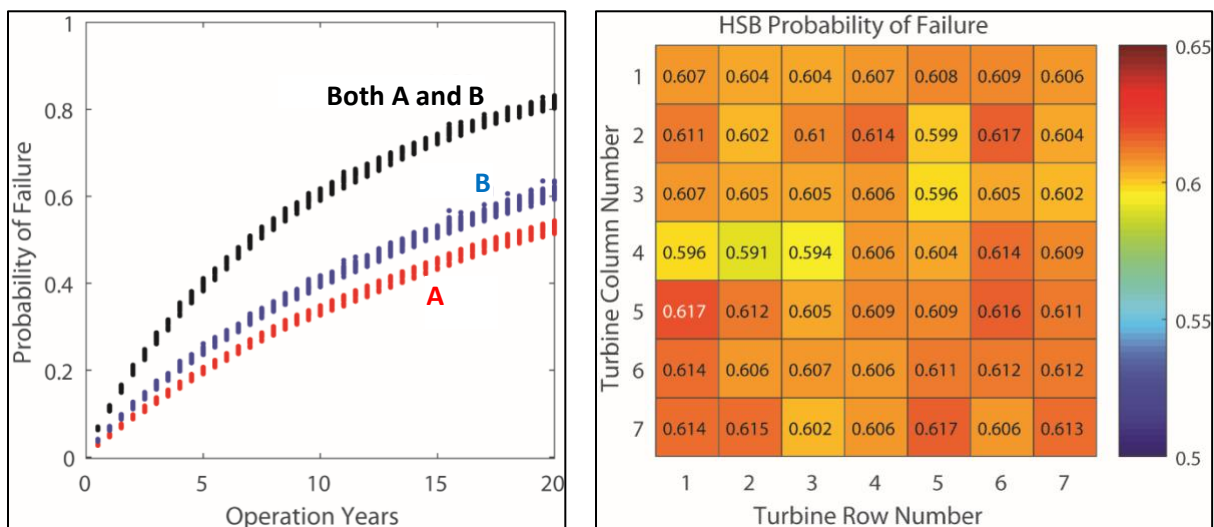 1
0.8
0.6
0.4
0.2
0
Probability of Failure
Both A and B
B
A
0 5 10 15 20
Operation Years
HSB Probability of Failure
Turbine Column Number
1 0.607 0.604 0.604 0.607 0.608 0.609 0.606
2 0.611 0.602 0.61 0.614 0.599 0.617 0.604
3 0.607 0.605 0.605 0.606 0.596 0.605 0.602
4 0.596 0.591 0.594 0.606 0.604 0.614 0.609
5 0.617 0.612 0.605 0.609 0.609 0.616 0.611
6 0.614 0.606 0.607 0.606 0.611 0.612 0.612
7 0.614 0.615 0.602 0.606 0.617 0.606 0.613
1 2 3 4 5 6 7
Turbine Row Number
0.65
0.6
0.55
0.5